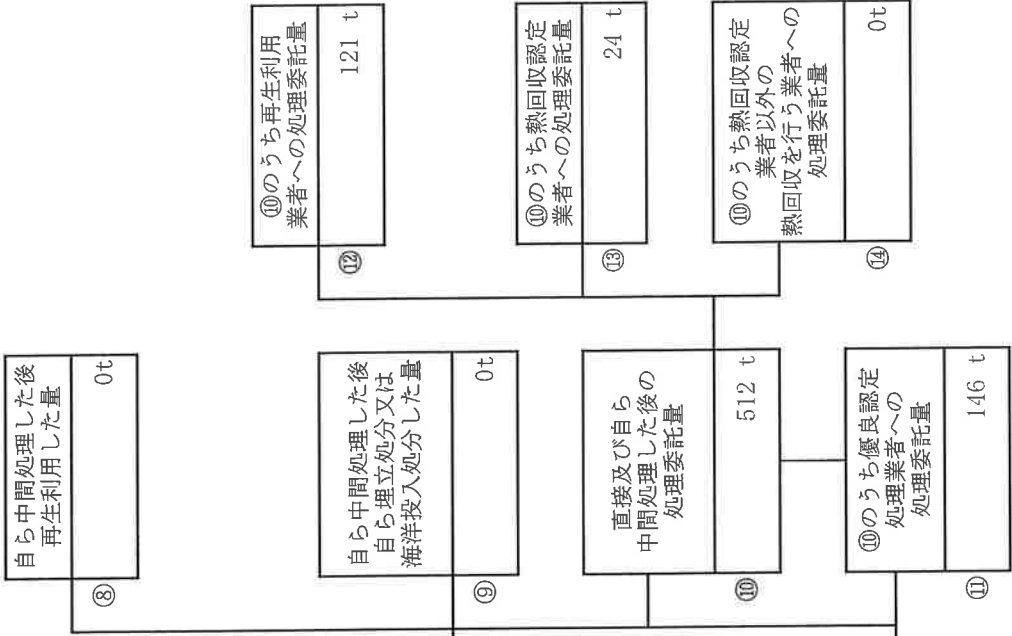 自ら中間処理した後
再生利用した量
0t
⑧
自ら中間処理した後
自ら埋立処分又は
海洋投入処分した量
0t
⑨
直接及び自ら
中間処理した後の
処理委託量
512 t
⑩
⑩のうち優良認定
処理業者への
処理委託量
146 t
⑪
⑩のうち再生利用
業者への処理委託量
121 t
⑫
⑩のうち熱回収認定
業者への処理委託量
24 t
⑬
⑩のうち熱回収認定
業者以外の
熱回収を行う業者への
処理委託量
0t
⑭